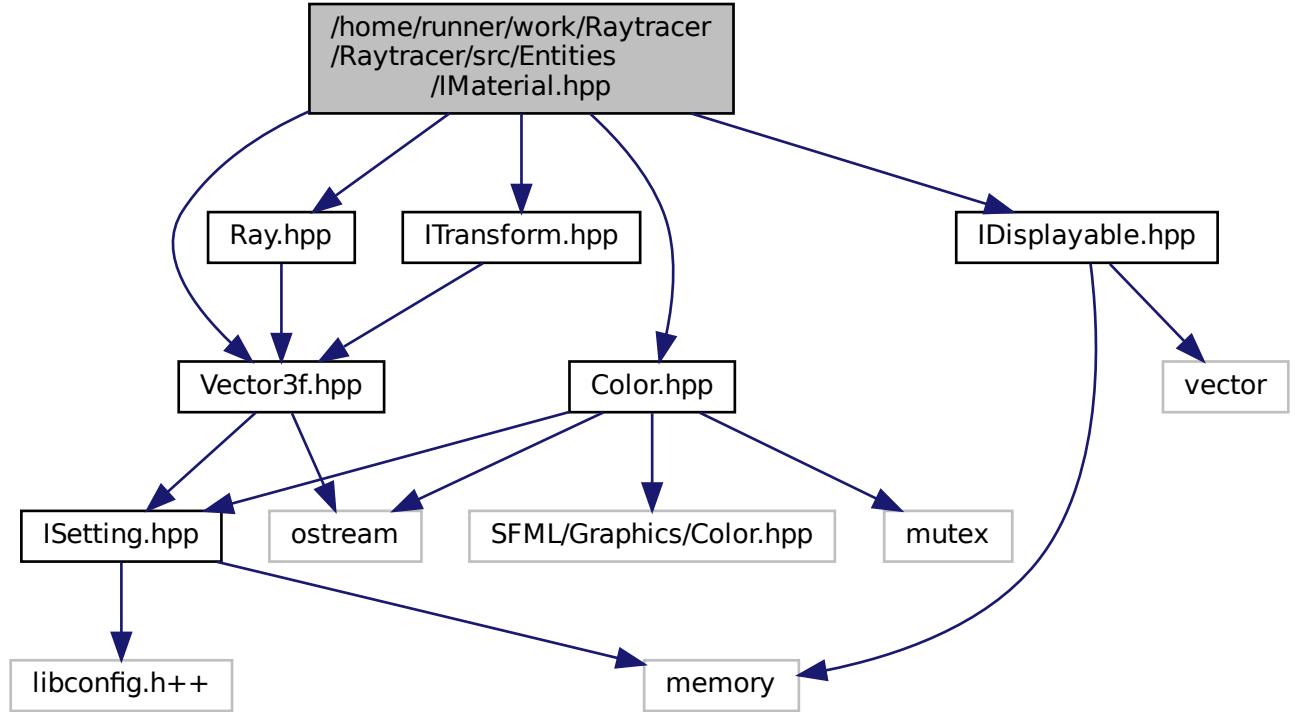 /home/runner/work/Raytracer
/Raytracer/src/Entities
/IMaterial.hpp
Ray.hpp
ITransform.hpp
IDisplayable.hpp
Vector3f.hpp
Color.hpp
vector
ISetting.hpp
ostream
SFML/Graphics/Color.hpp
mutex
libconfig.h++
memory